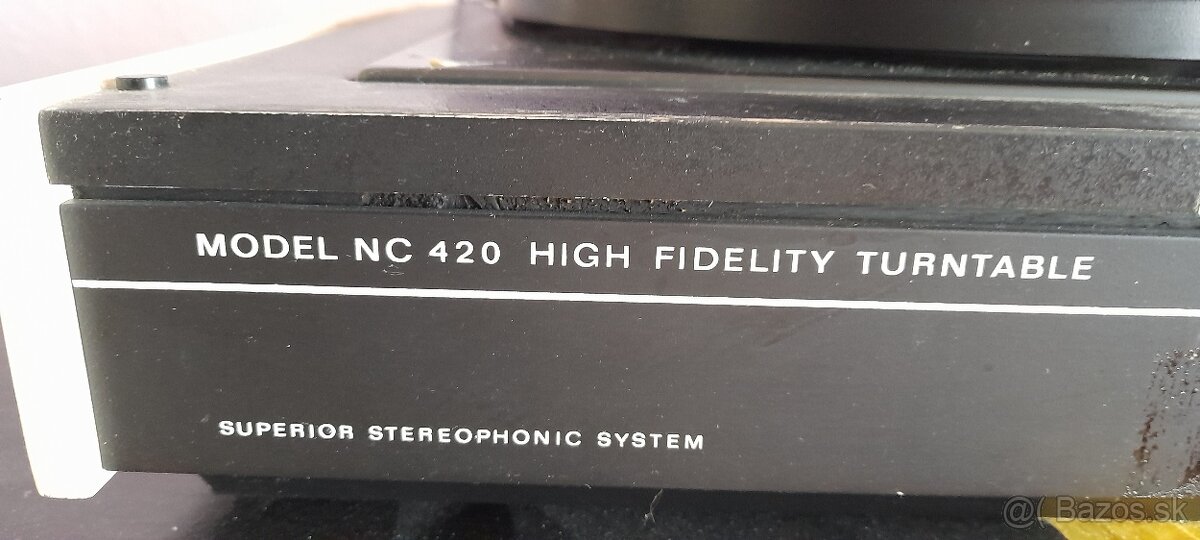 MODEL NC 420 HIGH FIDELITY TURNTABLE
SUPERIOR STEREOPHONIC SYSTEM
@( Bazos.sk